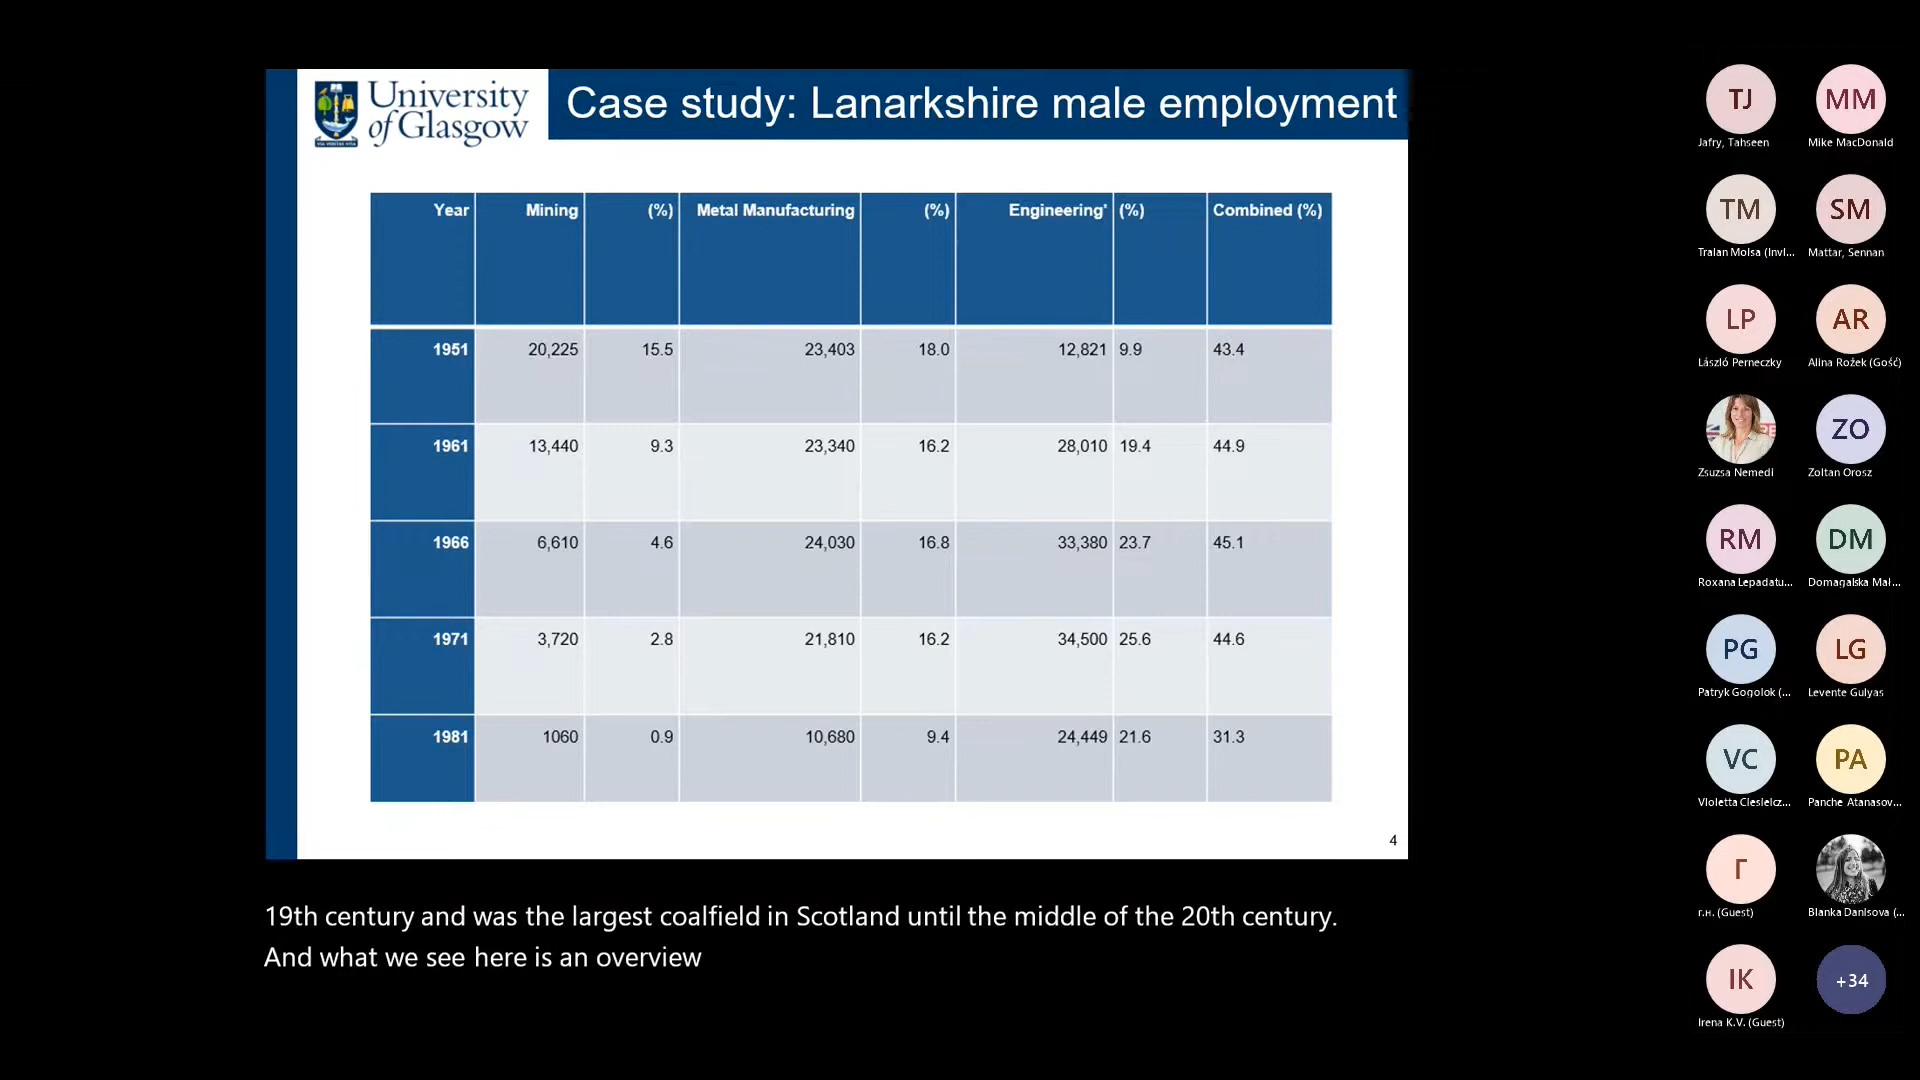 University
of Glasgow
VIA VERITAS VITA
Case study: Lanarkshire male employment
Year Mining (%) Metal Manufacturing (%) Engineering* (%) Combined (%)
1951 20,225 15.5 23,403 18.0 12,821 9.9 43.4
1961 13,440 9.3 23,340 16.2 28,010 19.4 44.9
1966 6,610 4.6 24,030 16.8 33,380 23.7 45.1
1971 3,720 2.8 21,810 16.2 34,500 25.6 44.6
1981 1060 0.9 10,680 9.4 24,449 21.6 31.3
4
19th century and was the largest coalfield in Scotland until the middle of the 20th century.
And what we see here is an overview
TJ MM
Jafry, Tahseen Mike MacDonald
TM SM
Traian Moisa (Invi... Mattar, Sennan
LP AR
László Perneczky Alina Rożek (Gość)
ZO
Zsuzsa Nemedi Zoltan Orosz
RM DM
Roxana Lepadatu... Domagalska Mał...
PG LG
Patryk Gogolok (... Levente Gulyas
VC PA
Violetta Ciesielcz... Panche Atanasov...
Г
г.н. (Guest) Blanka Danisova (...
IK +34
Irena K.V. (Guest)